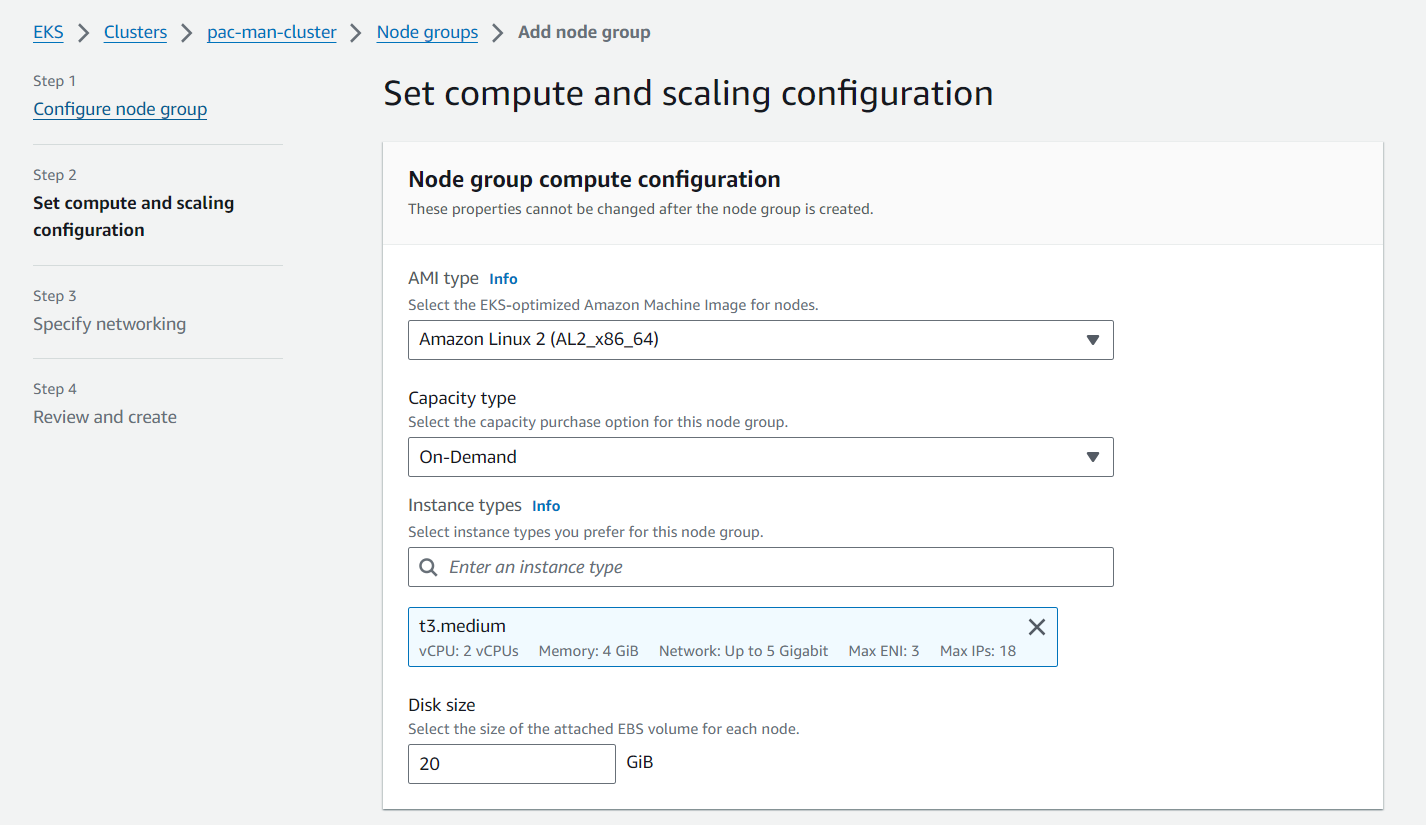 EKS > Clusters > pac-man-cluster > Node groups > Add node group
Step 1
Configure node group
Step 2
Set compute and scaling
configuration
Step 3
Specify networking
Step 4
Review and create
Set compute and scaling configuration
Node group compute configuration
These properties cannot be changed after the node group is created.
AMI type Info
Select the EKS-optimized Amazon Machine Image for nodes.
Amazon Linux 2 (AL2_x86_64)
Capacity type
Select the capacity purchase option for this node group.
On-Demand
Instance types Info
Select instance types you prefer for this node group.
Enter an instance type
t3.medium
vCPU: 2 vCPUs Memory: 4 GiB Network: Up to 5 Gigabit Max ENI: 3 Max IPs: 18
Disk size
Select the size of the attached EBS volume for each node.
20 GiB